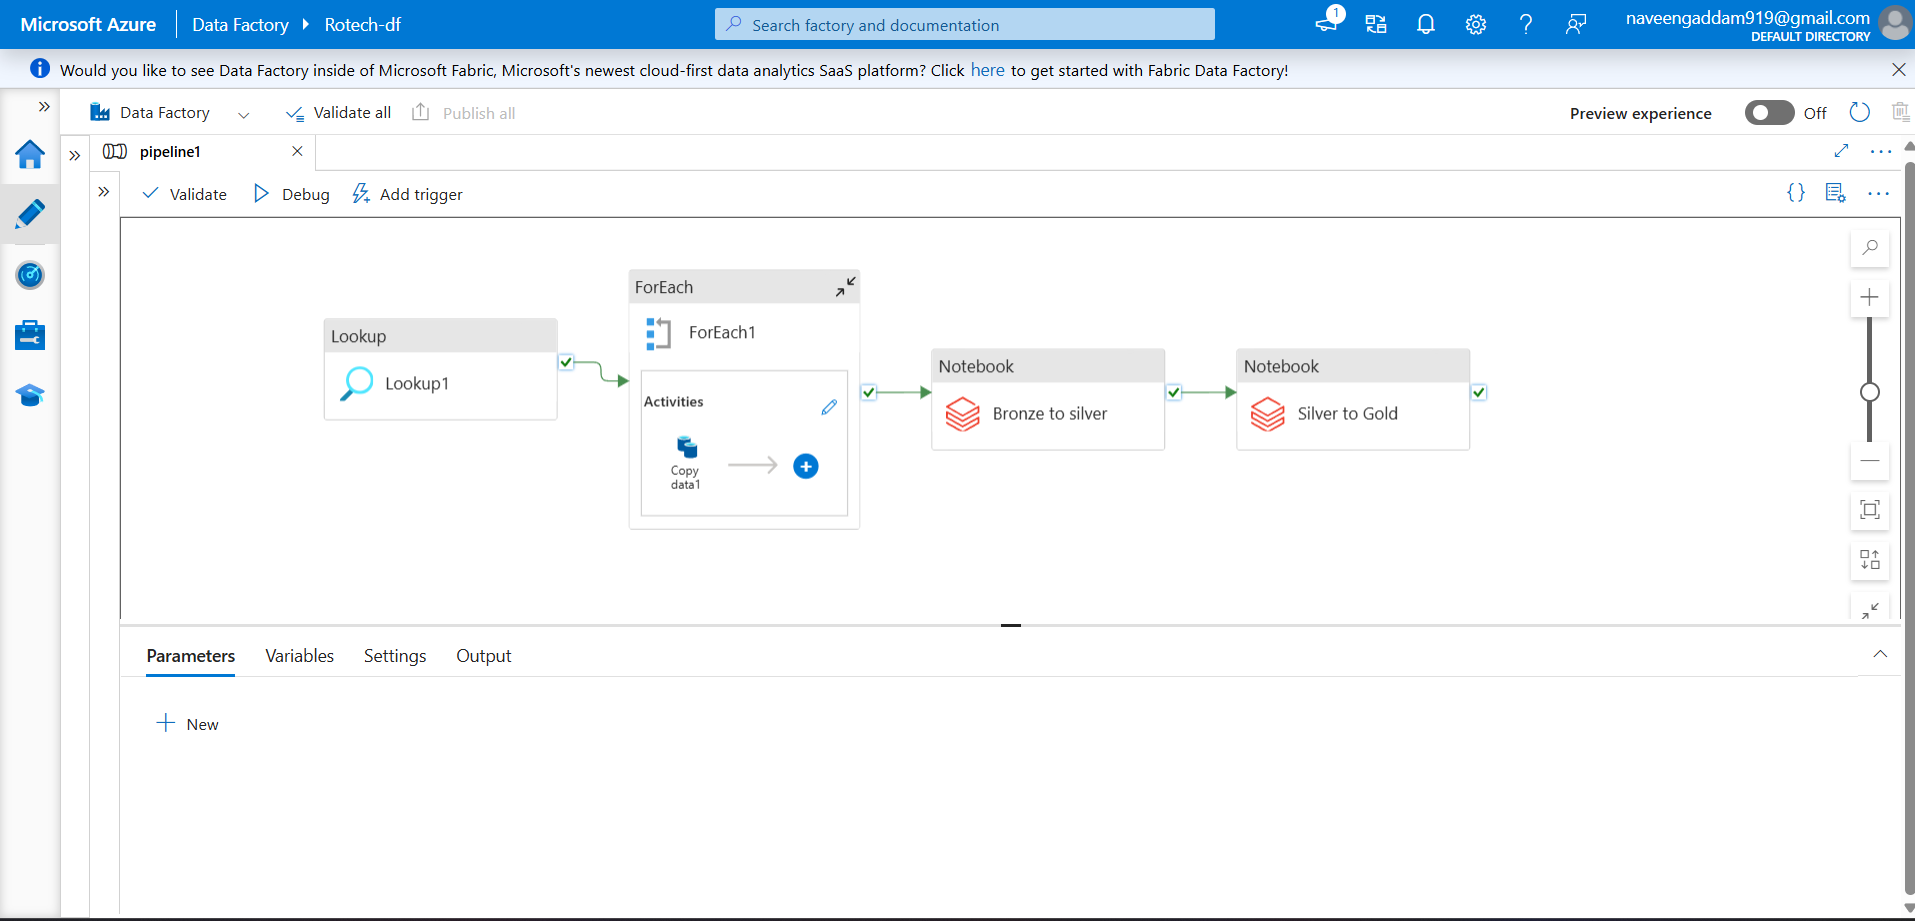 Microsoft Azure
Data Factory
Rotech-df
Search factory and documentation
1
naveengaddam919@gmail.com
DEFAULT DIRECTORY
Would you like to see Data Factory inside of Microsoft Fabric, Microsoft's newest cloud-first data analytics SaaS platform? Click here to get started with Fabric Data Factory!
Data Factory
Validate all
Publish all
Preview experience
Off
pipeline1
Validate
Debug
Add trigger
Lookup
Lookup1
ForEach
ForEach1
Activities
Copy
data1
Notebook
Bronze to silver
Notebook
Silver to Gold
Parameters
Variables
Settings
Output
New